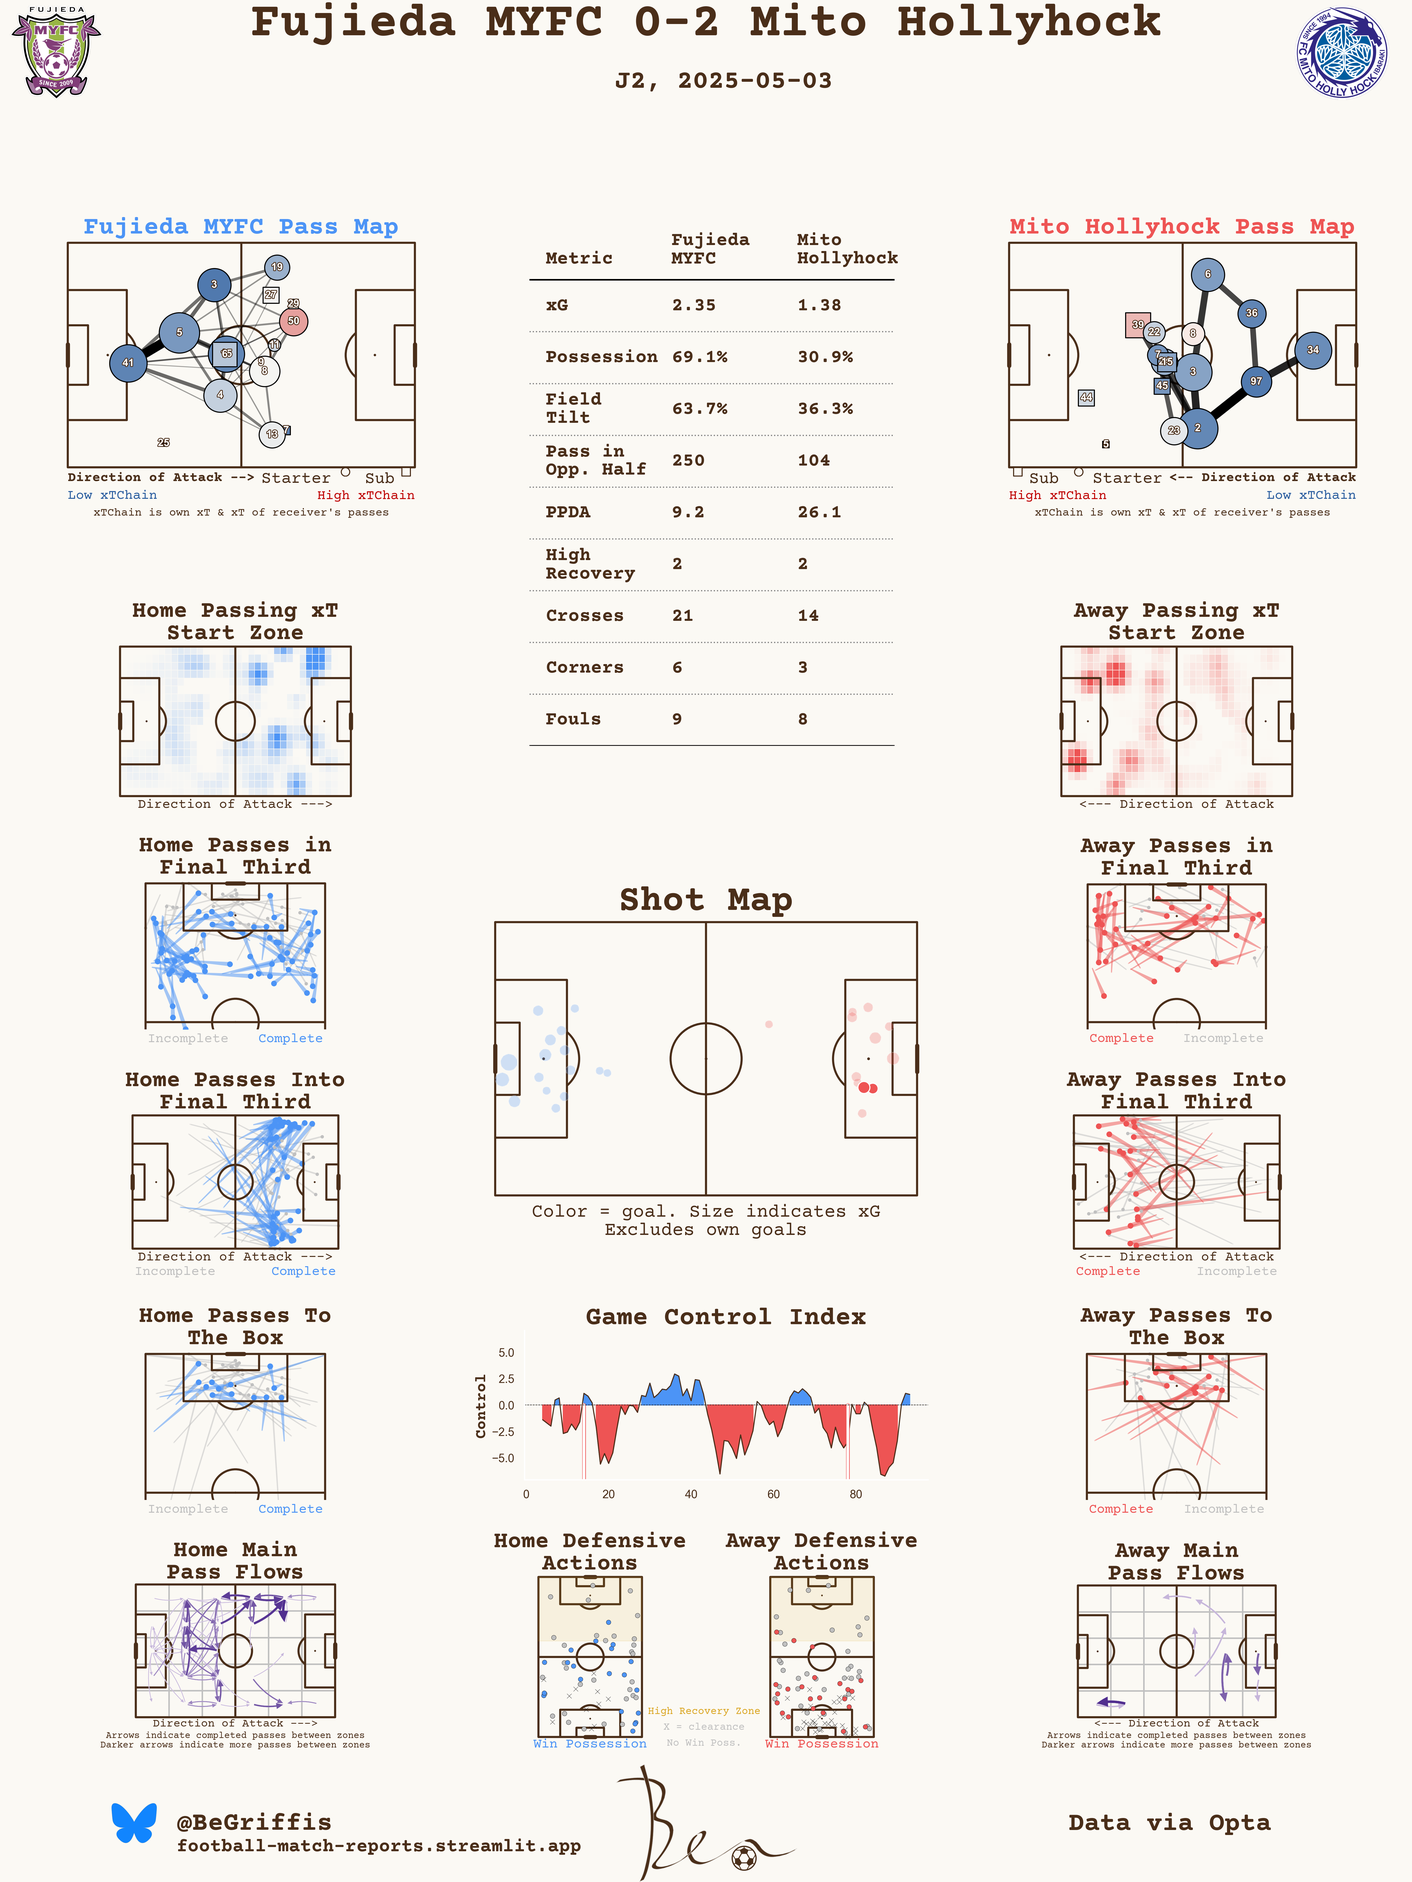 Fujieda MYFC 0-2 Mito Hollyhock
J2, 2025-05-03
FUJIEDA
MYFC
SINCE 2009
SINCE 1994
FC MITO HOLLY HOCK
IBARAKI
Fujieda MYFC Pass Map
3
19
27
29
50
5
65
11
9
8
41
4
13
7
25
Direction of Attack --> Starter Sub
Low xTChain High xTChain
xTChain is own xT & xT of receiver's passes
Metric Fujieda MYFC Mito Hollyhock
xG 2.35 1.38
Possession 69.1% 30.9%
Field Tilt 63.7% 36.3%
Pass in Opp. Half 250 104
PPDA 9.2 26.1
High Recovery 2 2
Crosses 21 14
Corners 6 3
Fouls 9 8
Mito Hollyhock Pass Map
6
36
39
22
8
34
7
15
3
97
45
44
23
2
5
Sub Starter <-- Direction of Attack
High xTChain Low xTChain
xTChain is own xT & xT of receiver's passes
Home Passing xT
Start Zone
Direction of Attack --->
Away Passing xT
Start Zone
<--- Direction of Attack
Home Passes in
Final Third
Incomplete Complete
Away Passes in
Final Third
Complete Incomplete
Shot Map
Color = goal. Size indicates xG
Excludes own goals
Home Passes Into
Final Third
Direction of Attack --->
Incomplete Complete
Away Passes Into
Final Third
<--- Direction of Attack
Complete Incomplete
Home Passes To
The Box
Incomplete Complete
Game Control Index
Control
5.0
2.5
0.0
−2.5
−5.0
0 20 40 60 80
Away Passes To
The Box
Complete Incomplete
Home Main
Pass Flows
Direction of Attack --->
Arrows indicate completed passes between zones
Darker arrows indicate more passes between zones
Home Defensive
Actions
Win Possession
Away Defensive
Actions
Win Possession
High Recovery Zone
X = clearance
No Win Poss.
Away Main
Pass Flows
<--- Direction of Attack
Arrows indicate completed passes between zones
Darker arrows indicate more passes between zones
@BeGriffis
football-match-reports.streamlit.app
Ben
Data via Opta